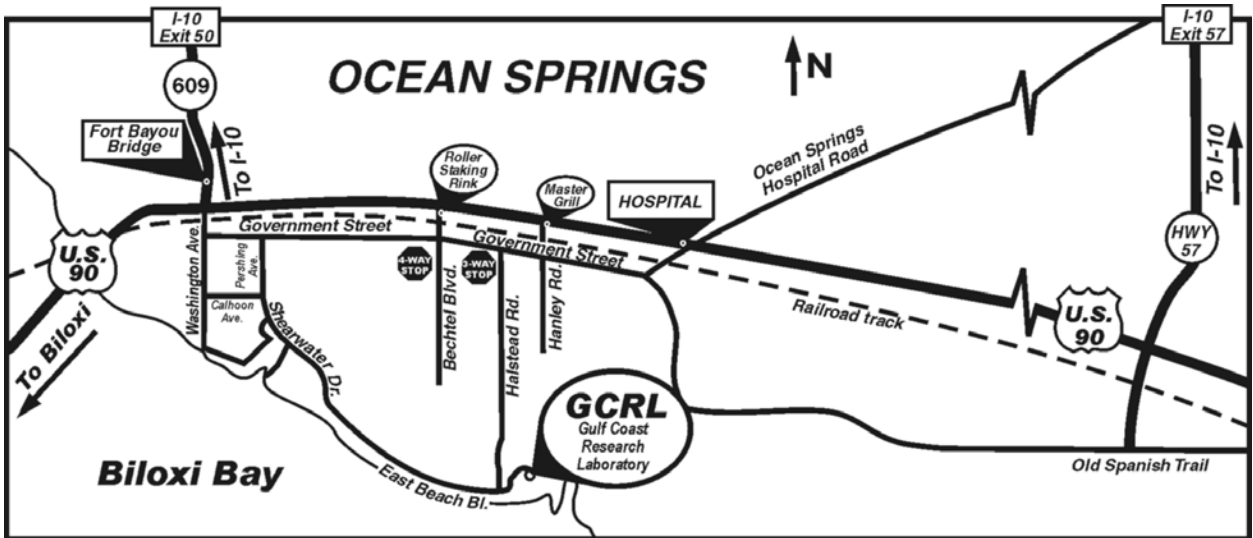 I-10
Exit 50
I-10
Exit 57
609
OCEAN SPRINGS
N
Fort Bayou
Bridge
To I-10
Roller
Staking
Rink
Master
Grill
HOSPITAL
Ocean Springs
Hospital Road
To I-10
HWY
57
U.S.
90
Government Street
Government Street
Washington Ave.
Pershing
Ave.
Calhoon
Ave.
Shearwater Dr.
4-WAY
STOP
3-WAY
STOP
Bechtel Blvd.
Halstead Rd.
Hanley Rd.
Railroad track
U.S.
90
To Biloxi
GCRL
Gulf Coast
Research
Laboratory
Biloxi Bay
East Beach Bl.
Old Spanish Trail